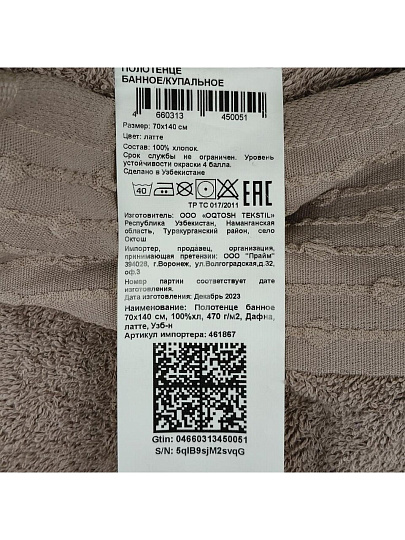 ПОЛОТЕНЦЕ
БАННОЕ/КУПАЛЬНОЕ
4 660313 450051
Размер: 70х140 см
Цвет: латте
Состав: 100% хлопок.
Срок службы не ограничен. Уровень
устойчивости окраски 4 балла.
Сделано в Узбекистане
40
EAC
ТР ТС 017/2011
Изготовитель: ООО «OQTOSH TEKSTIL»
Республика Узбекистан, Наманганская
область, Туракурганский район, село
Октош
Импортер, продавец, организация,
принимающая претензии: ООО "Прайм"
394028, г.Воронеж, ул.Волгоградская,д.32,
оф.3
Номер партии соответствует дате
изготовления.
Дата изготовления: Декабрь 2023
Наименование: Полотенце банное
70х140 см, 100%хл, 470 г/м2, Дафна,
латте, Узб-н
Артикул импортера: 461867
Gtin: 04660313450051
S/N: 5qIB9sjM2svqG